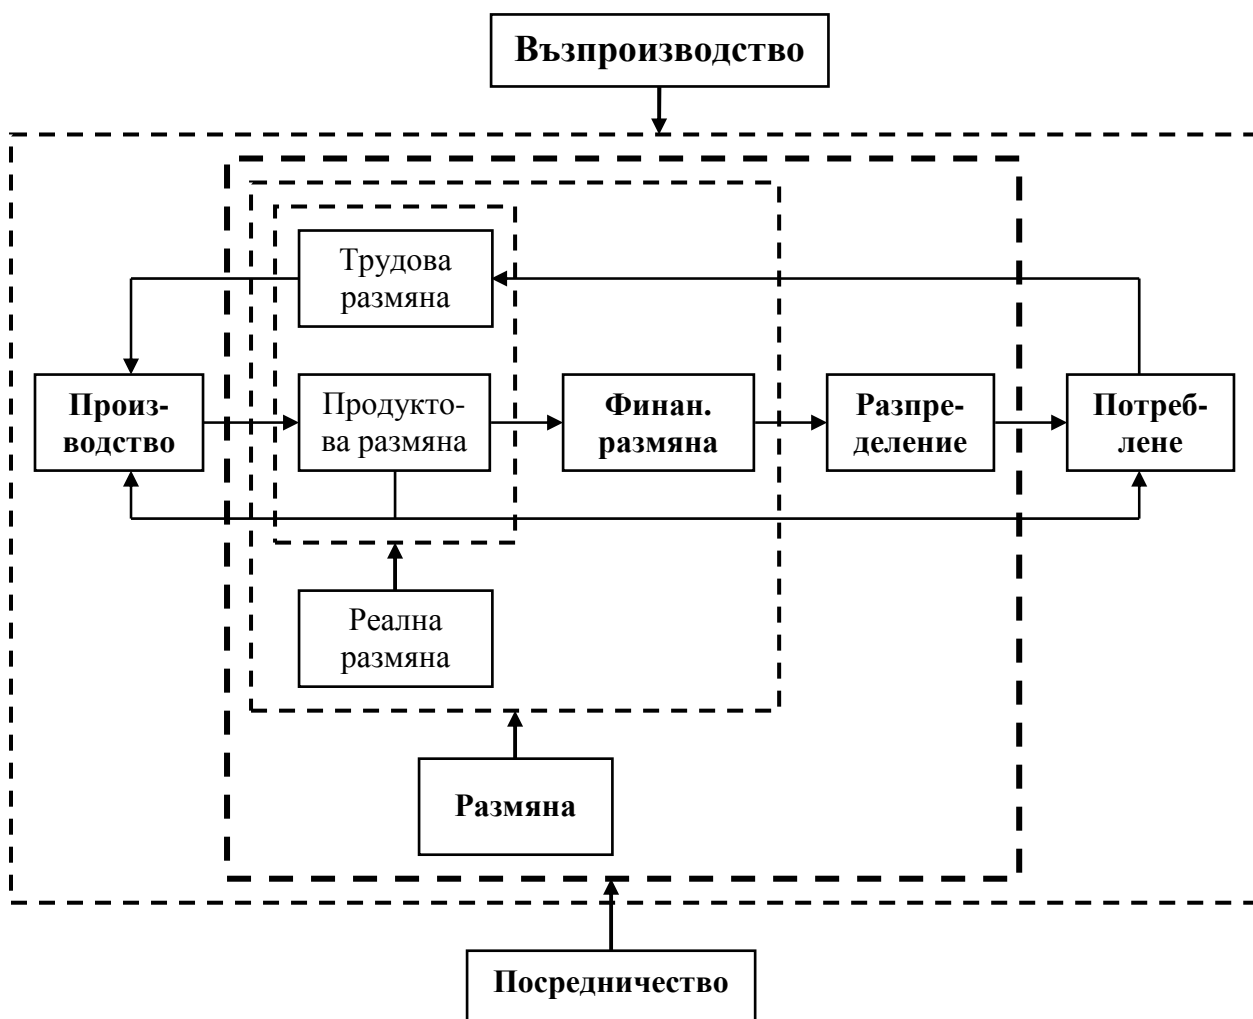 Възпроизводство
Трудова
размяна
Произ-
водство
Продукто-
ва размяна
Финан.
размяна
Разпре-
деление
Потреб-
лене
Реална
размяна
Размяна
Посредничество